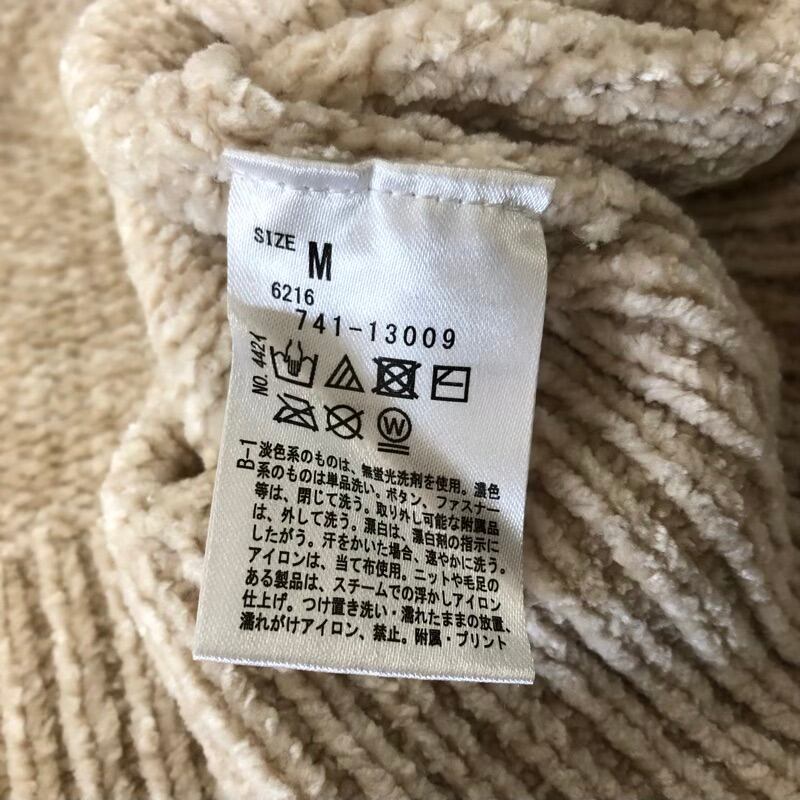 SIZE M
6216
741-13009
NO. 4421
W
B-1
淡色系のものは、無蛍光洗剤を使用。濃色
系のものは単品洗い。ボタン、ファスナー
等は、閉じて洗う。取り外し可能な附属品
は、外して洗う。漂白は、漂白剤の指示に
したがう。汗をかいた場合、速やかに洗う。
アイロンは、当て布使用。ニットや毛足の
ある製品は、スチームでの浮かしアイロン
仕上げ。つけ置き洗い・濡れたままの放置、
濡れがけアイロン、禁止。附属・プリント